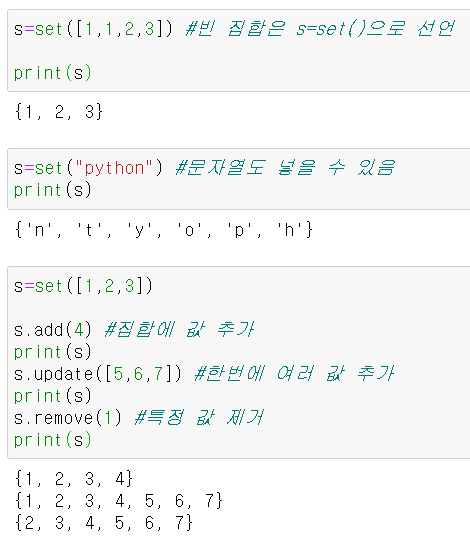 s=set([1,1,2,3]) #빈 집합은 s=set()으로 선언
print(s)
{1, 2, 3}
s=set("python") #문자열도 넣을 수 있음
print(s)
{'n', 't', 'y', 'o', 'p', 'h'}
s=set([1,2,3])
s.add(4) #집합에 값 추가
print(s)
s.update([5,6,7]) #한번에 여러 값 추가
print(s)
s.remove(1) #특정 값 제거
print(s)
{1, 2, 3, 4}
{1, 2, 3, 4, 5, 6, 7}
{2, 3, 4, 5, 6, 7}